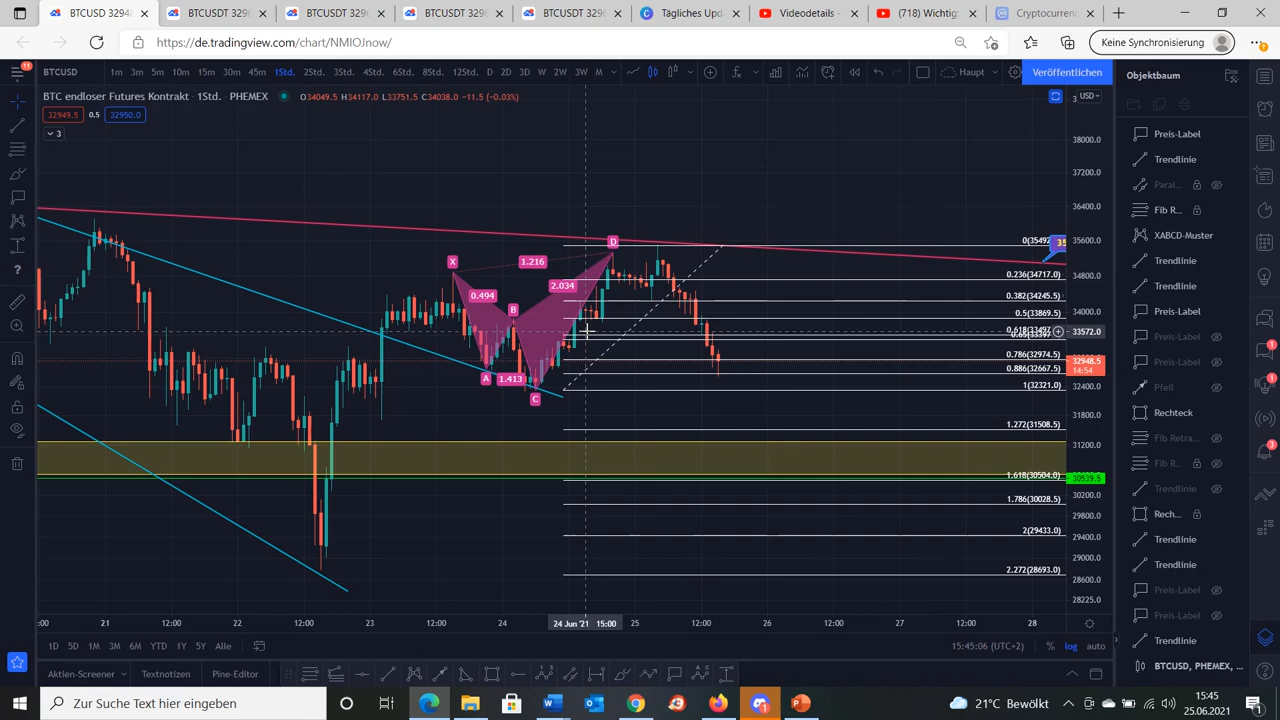 BTCUSD 3294
BTCUSDT 3296
BTCUSDT 3296
BTCUSDT 3296
BTCUSDT 3296
Tägliches Upd
Videodetails -
(718) Wichtig
Cryptocurrenc
https://de.tradingview.com/chart/NMIOJnow/
Keine Synchronisierung
11
BTCUSD
1m 3m 5m 10m 15m 30m 45m 1Std. 2Std. 3Std. 4Std. 6Std. 8Std. 12Std. D 2D 3D W 2W M
Haupt
Veröffentlichen
Objektbaum
BTC endloser Futures Kontrakt · 1Std. · PHEMEX
O34049.5 H34117.0 L33751.5 C34038.0 −11.5 (−0.03%)
USD
32949.5 0.5 32950.0
3
38000.0
37200.0
36400.0
35600.0
34800.0
34000.0
33572.0
32948.5
14:54
32400.0
31800.0
31200.0
30539.5
30200.0
29800.0
29400.0
29000.0
28600.0
28225.0
0(3549
0.236(34717.0)
0.382(34245.5)
0.5(33869.5)
0.786(32974.5)
0.886(32667.5)
1(32321.0)
1.272(31508.5)
1.618(30504.0)
1.786(30028.5)
2(29433.0)
2.272(28693.0)
X
1.216
D
0.494
2.034
B
A
1.413
C
:00 21 12:00 22 12:00 23 12:00 24 24 Jun '21 15:00 25 12:00 26 27 28
1D 5D 1M 3M 6M YTD 1Y 5Y Alle
15:45:06 (UTC+2) % log auto
Aktien-Screener Textnotizen Pine-Editor
Preis-Label
Trendlinie
Paral...
Fib R...
XABCD-Muster
Trendlinie
Trendlinie
Preis-Label
Preis-Label
Preis-Label
Pfeil
Rechteck
Fib Retra...
Fib R...
Trendlinie
Rech...
Trendlinie
Trendlinie
Preis-Label
Preis-Label
Trendlinie
BTCUSD, PHEMEX, ...
Zur Suche Text hier eingeben
21°C Bewölkt
15:45
25.06.2021